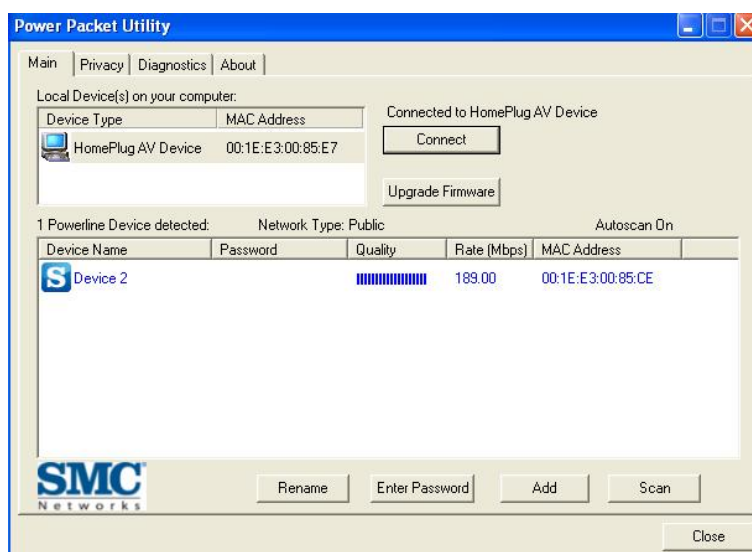 Power Packet Utility
Main Privacy Diagnostics About
Local Device(s) on your computer:
Device Type MAC Address
HomePlug AV Device 00:1E:E3:00:85:E7
Connected to HomePlug AV Device
Connect
Upgrade Firmware
1 Powerline Device detected: Network Type: Public Autoscan On
Device Name Password Quality Rate (Mbps) MAC Address
S Device 2 189.00 00:1E:E3:00:85:CE
SMC
Networks
Rename Enter Password Add Scan
Close